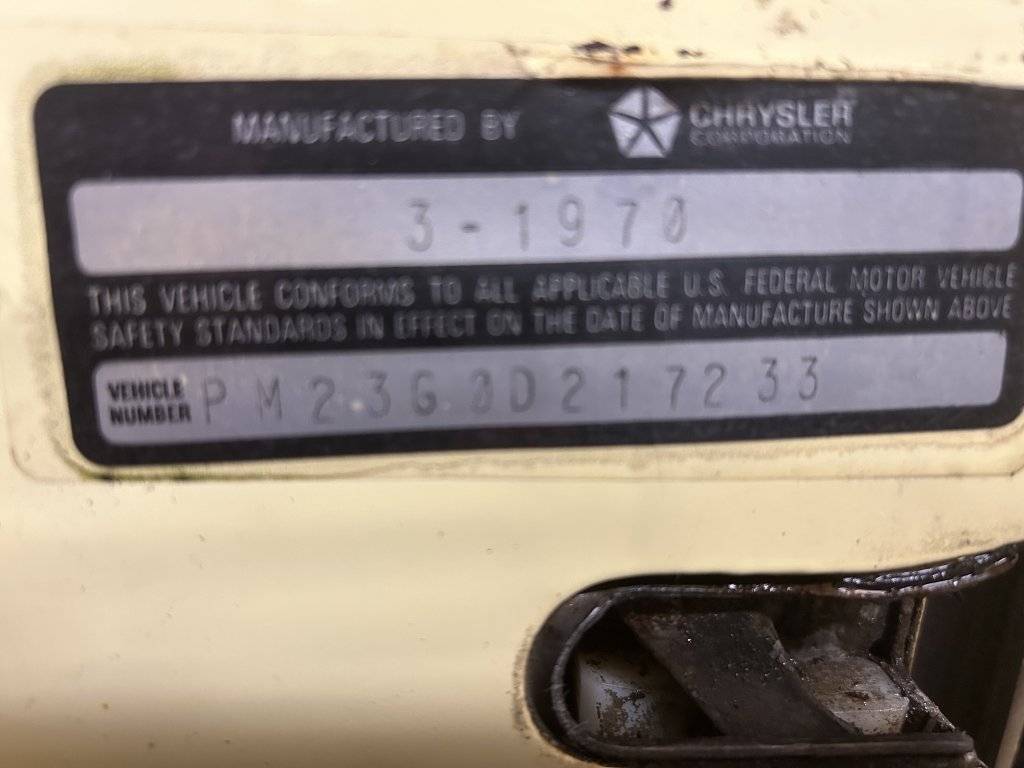 MANUFACTURED BY CHRYSLER CORPORATION
3-1970
THIS VEHICLE CONFORMS TO ALL APPLICABLE U.S. FEDERAL MOTOR VEHICLE
SAFETY STANDARDS IN EFFECT ON THE DATE OF MANUFACTURE SHOWN ABOVE
VEHICLE NUMBER PM23G0D217233